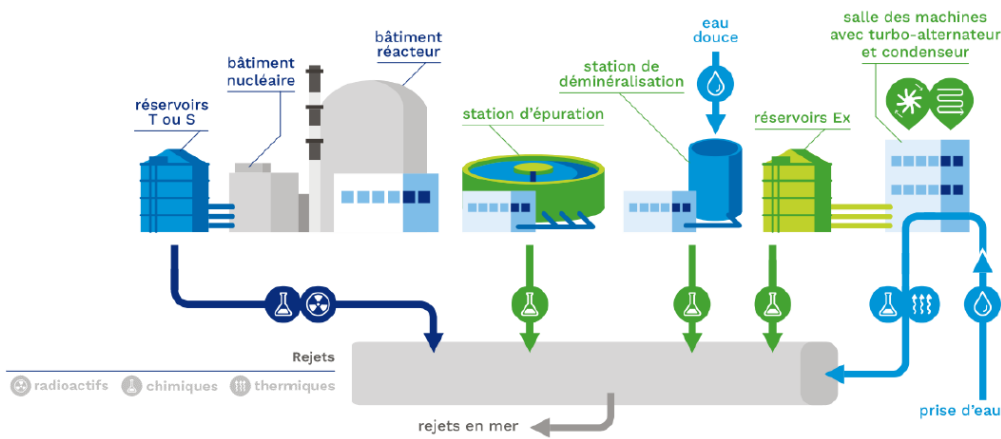 salle des machines
avec turbo-alternateur
et condenseur
eau
douce
bâtiment
réacteur
bâtiment
nucléaire
station de
déminéralisation
réservoirs
T ou S
station d'épuration
réservoirs Ex
Rejets
radioactifs
chimiques
thermiques
prise d'eau
rejets en mer